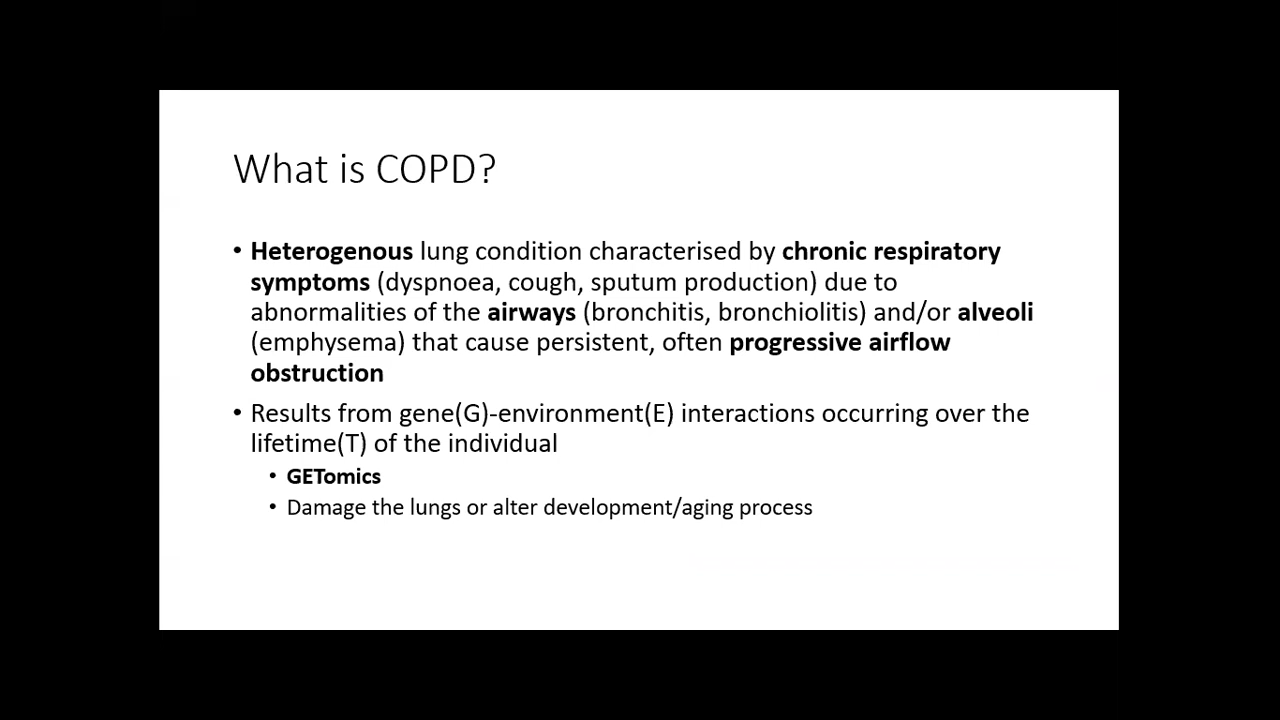 What is COPD?
• Heterogenous lung condition characterised by chronic respiratory
symptoms (dyspnoea, cough, sputum production) due to
abnormalities of the airways (bronchitis, bronchiolitis) and/or alveoli
(emphysema) that cause persistent, often progressive airflow
obstruction
• Results from gene(G)-environment(E) interactions occurring over the
lifetime(T) of the individual
• GETomics
• Damage the lungs or alter development/aging process